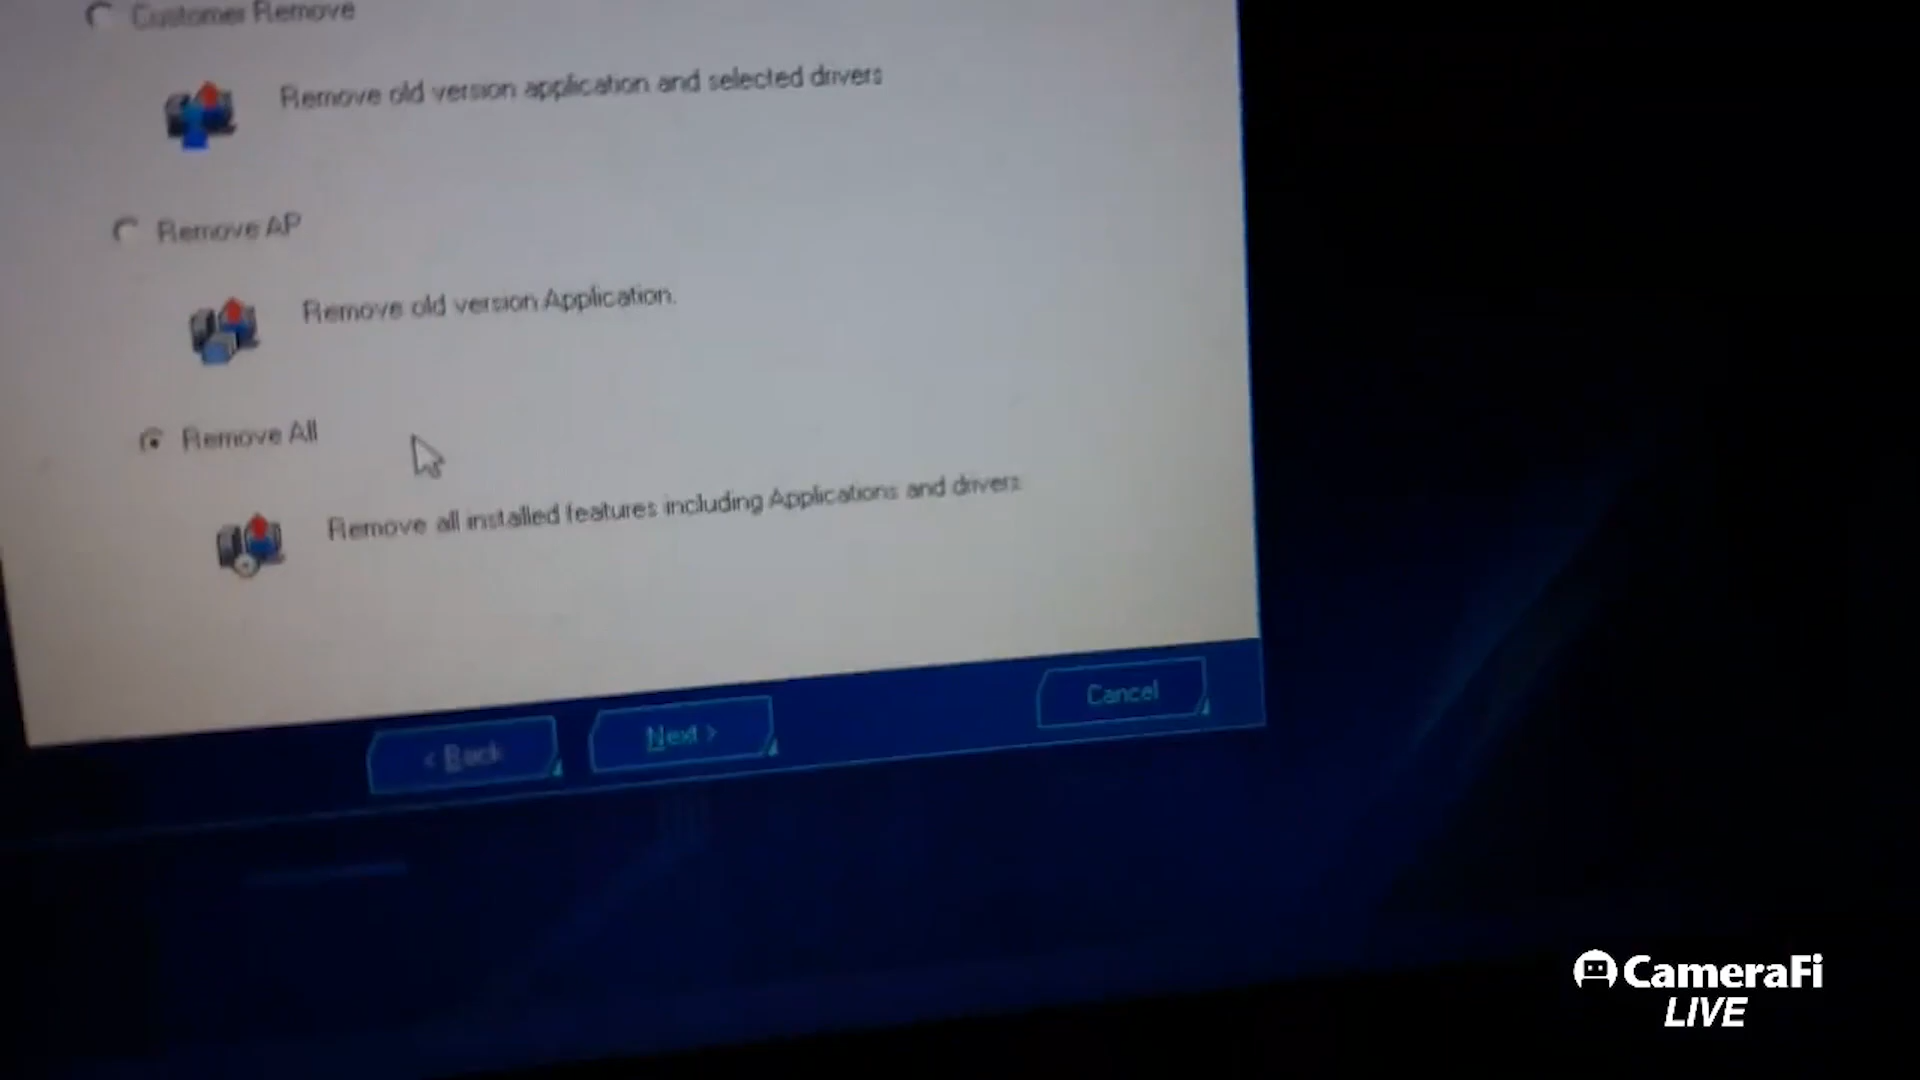 Customer Remove
Remove old version application and selected drivers
Remove AP
Remove old version Application.
Remove All
Remove all installed features including Applications and drivers
< Back
Next >
Cancel
CameraFi
LIVE